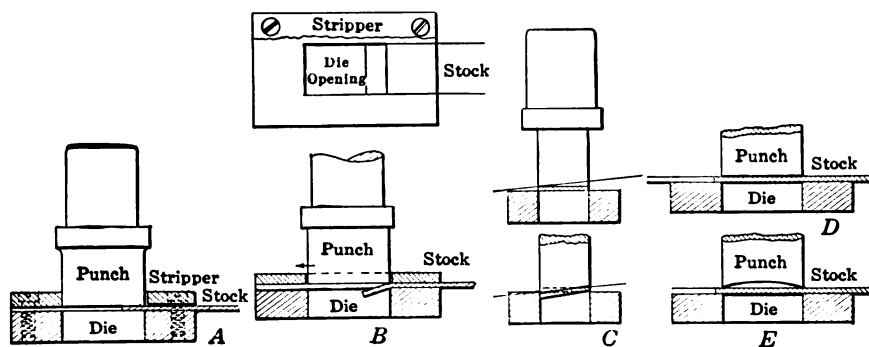 Stripper
Die
Opening
Stock
Punch
Stripper
Stock
Die
A
Punch
Stock
Die
B
C
Punch
Stock
Die
D
Punch
Stock
Die
E